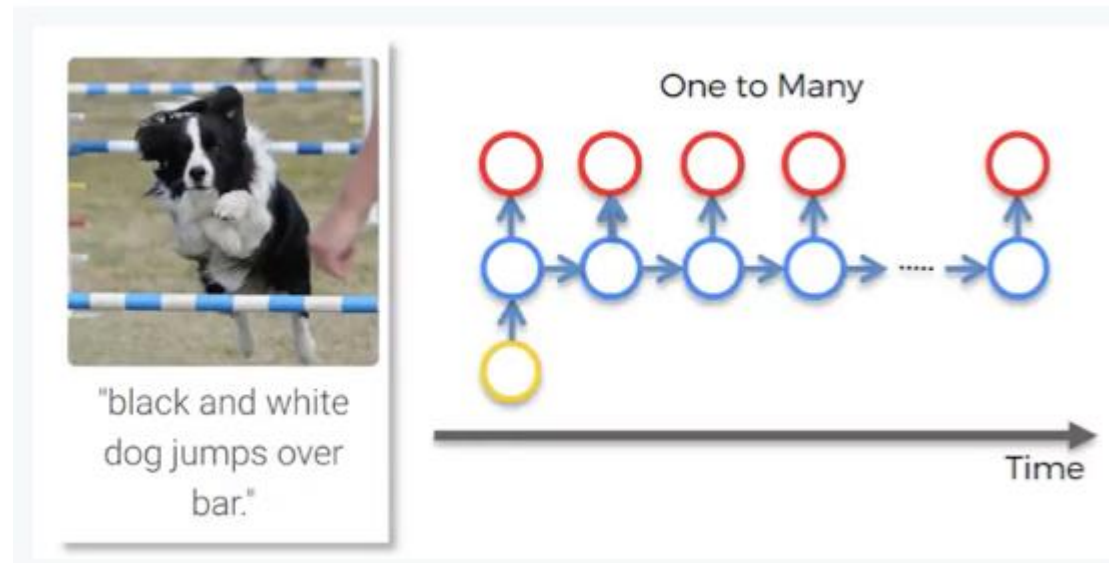 "black and white
dog jumps over
bar."
One to Many
.....
Time